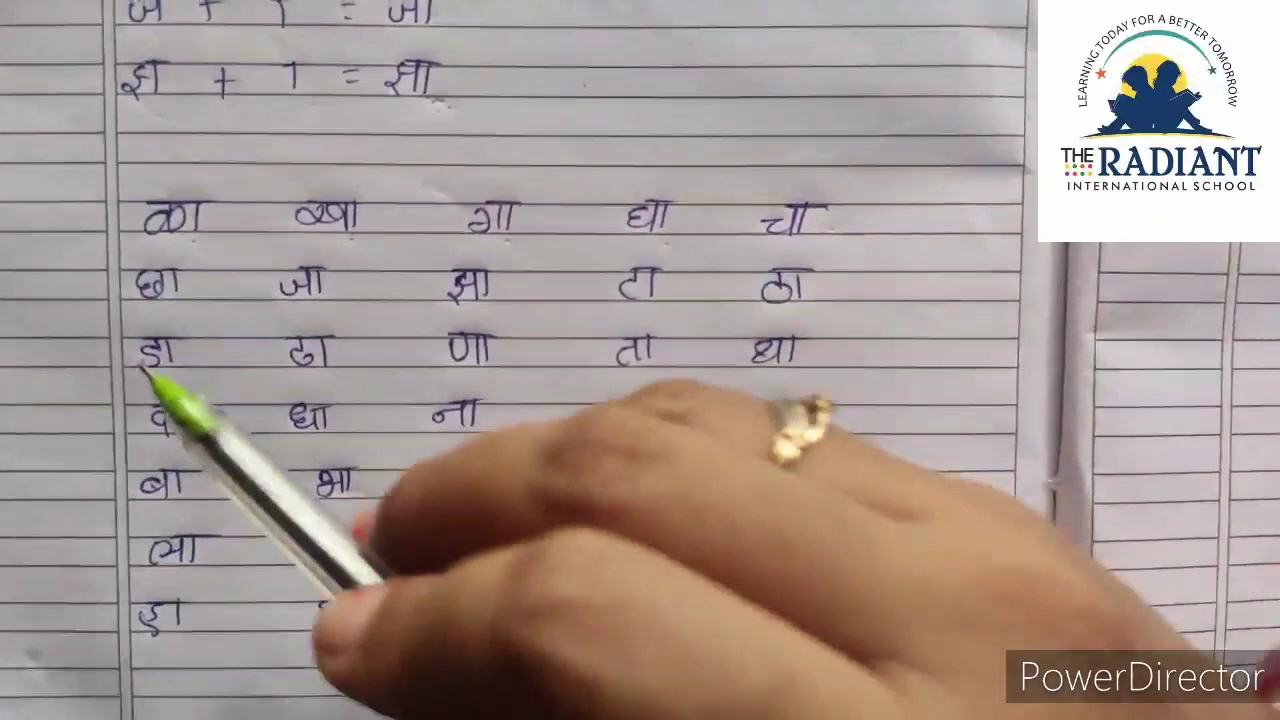 ज्ञ + ा = ज्ञा
का खा गा घा चा
छा जा झा टा ठा
डा ढा णा ता था
धा ना
बा भा
ला
हा
LEARNING TODAY FOR A BETTER TOMORROW
THE RADIANT
INTERNATIONAL SCHOOL
PowerDirector